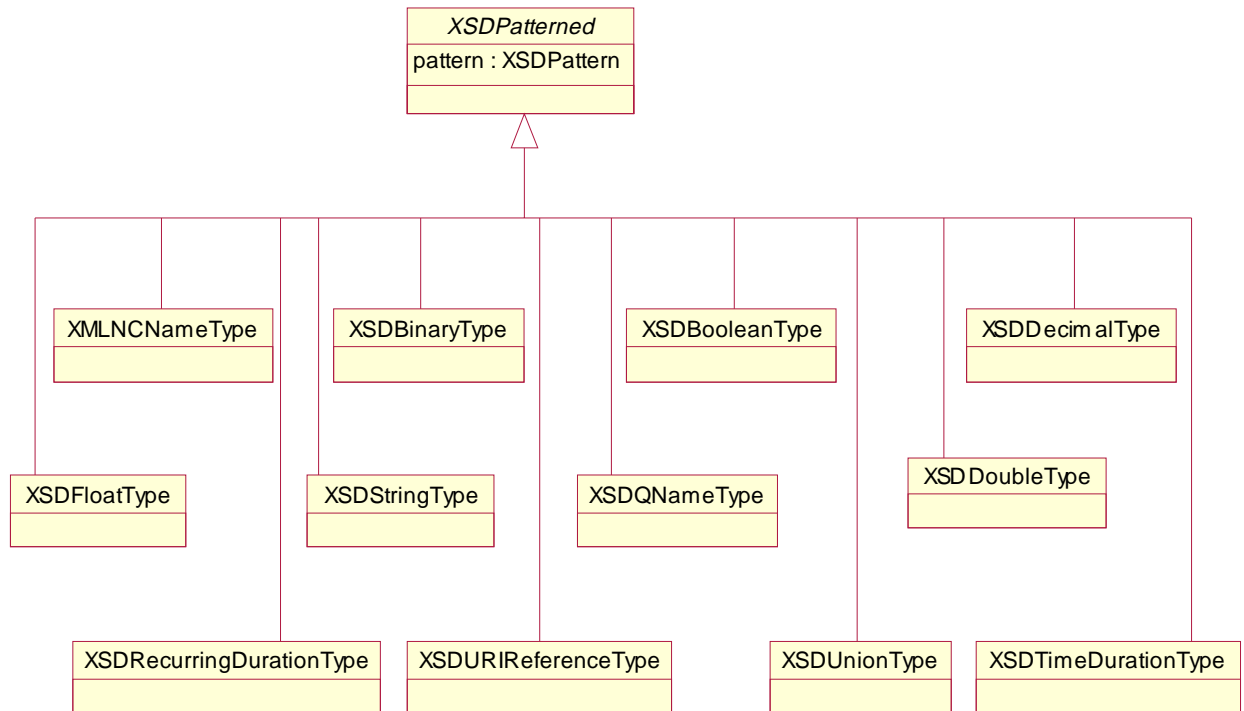 XSDPatterned
pattern : XSDPattern
XMLNCNameType
XSDBinaryType
XSDBooleanType
XSDDecimalType
XSDFloatType
XSDStringType
XSDQNameType
XSDDoubleType
XSDRecurringDurationType
XSDURIReferenceType
XSDUnionType
XSDTimeDurationType